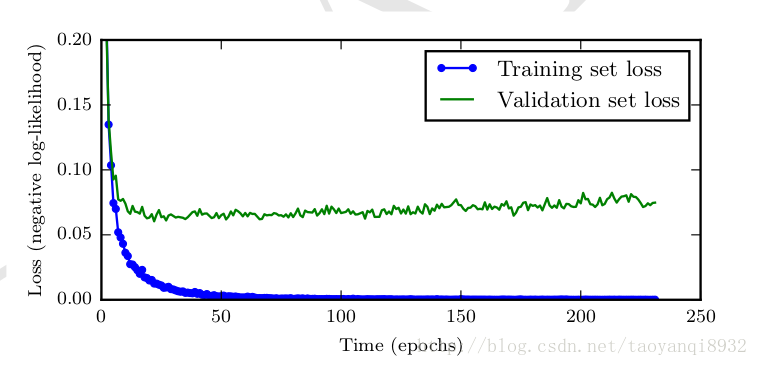 Loss (negative log-likelihood)
0.20
0.15
0.10
0.05
0.00
Training set loss
Validation set loss
0 50 100 150 200 250
Time (epochs)
http://blog.csdn.net/taoyanqi8932